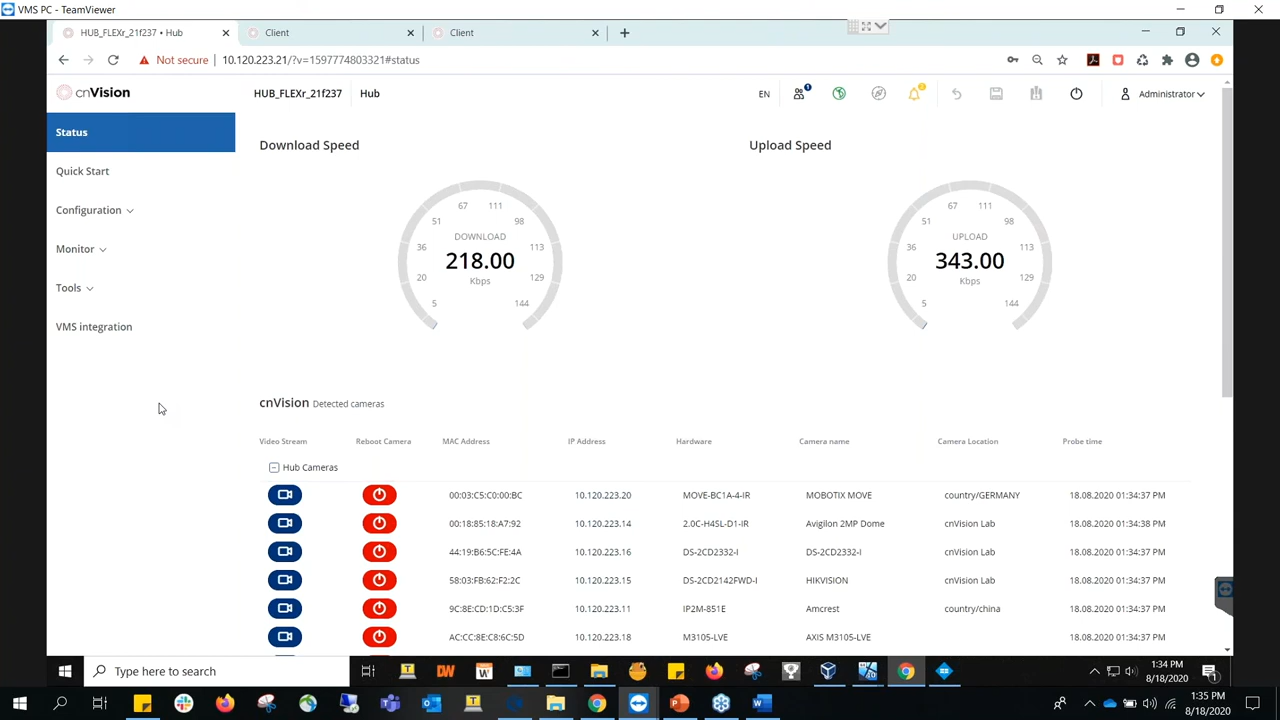 VMS PC - TeamViewer
HUB_FLEXr_21f237 • Hub
Client
Client
Not secure
10.120.223.21/?v=1597774803321#status
cnVision
HUB_FLEXr_21f237
Hub
EN
1
Administrator
Status
Quick Start
Configuration
Monitor
Tools
VMS integration
Download Speed
Upload Speed
5 20 36 51 67 111 98 113 129 144
DOWNLOAD
218.00
Kbps
5 20 36 51 67 111 98 113 129 144
UPLOAD
343.00
Kbps
cnVision Detected cameras
Video Stream Reboot Camera MAC Address IP Address Hardware Camera name Camera Location Probe time
Hub Cameras
00:03:C5:C0:00:BC 10.120.223.20 MOVE-BC1A-4-IR MOBOTIX MOVE country/GERMANY 18.08.2020 01:34:37 PM
00:18:85:18:A7:92 10.120.223.14 2.0C-H4SL-D1-IR Avigilon 2MP Dome cnVision Lab 18.08.2020 01:34:38 PM
44:19:B6:5C:FE:4A 10.120.223.16 DS-2CD2332-I DS-2CD2332-I cnVision Lab 18.08.2020 01:34:37 PM
58:03:FB:62:F2:2C 10.120.223.15 DS-2CD2142FWD-I HIKVISION cnVision Lab 18.08.2020 01:34:37 PM
9C:8E:CD:1D:C5:3F 10.120.223.11 IP2M-851E Amcrest country/china 18.08.2020 01:34:37 PM
AC:CC:8E:C8:6C:5D 10.120.223.18 M3105-LVE AXIS M3105-LVE 18.08.2020 01:34:37 PM
Type here to search
T
DW
W
1:34 PM
8/18/2020
T
1:35 PM
8/18/2020